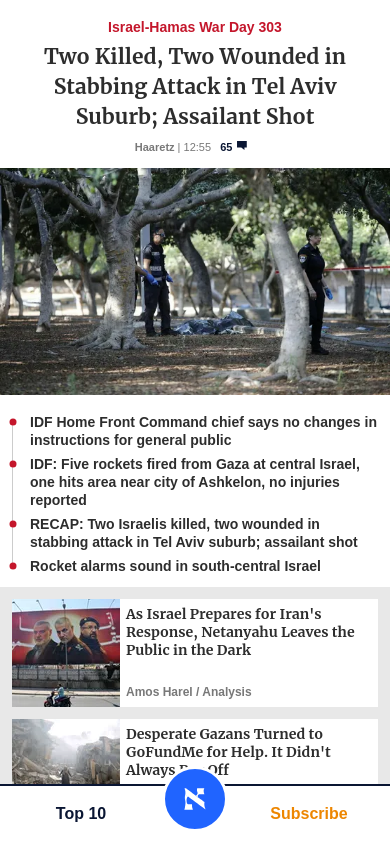 Israel-Hamas War Day 303
Two Killed, Two Wounded in
Stabbing Attack in Tel Aviv
Suburb; Assailant Shot
Haaretz | 12:55 65
IDF Home Front Command chief says no changes in
instructions for general public
IDF: Five rockets fired from Gaza at central Israel,
one hits area near city of Ashkelon, no injuries
reported
RECAP: Two Israelis killed, two wounded in
stabbing attack in Tel Aviv suburb; assailant shot
Rocket alarms sound in south-central Israel
As Israel Prepares for Iran's
Response, Netanyahu Leaves the
Public in the Dark
Amos Harel / Analysis
Desperate Gazans Turned to
GoFundMe for Help. It Didn't
Always Off
Top 10
Subscribe